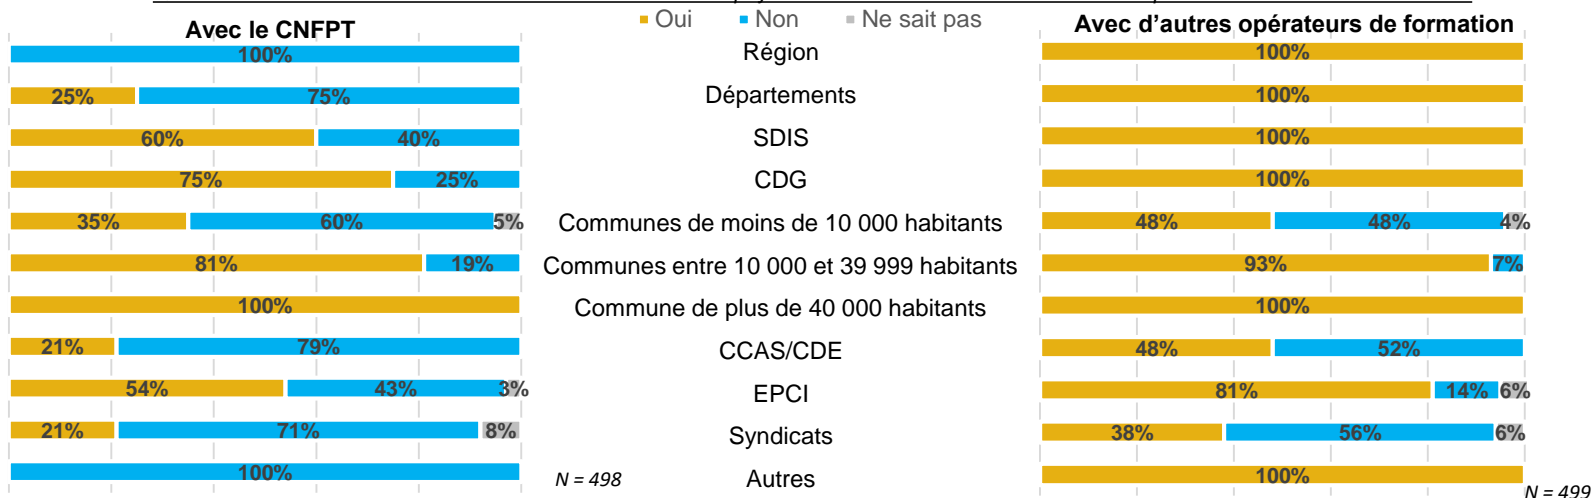 Oui Non Ne sait pas
Avec le CNFPT
Avec d'autres opérateurs de formation
100% Région 100%
25% 75% Départements 100%
60% 40% SDIS 100%
75% 25% CDG 100%
35% 60% 5% Communes de moins de 10 000 habitants 48% 48% 4%
81% 19% Communes entre 10 000 et 39 999 habitants 93% 7%
100% Commune de plus de 40 000 habitants 100%
21% 79% CCAS/CDE 48% 52%
54% 43% 3% EPCI 81% 14% 6%
21% 71% 8% Syndicats 38% 56% 6%
100% N = 498 Autres 100% N = 499